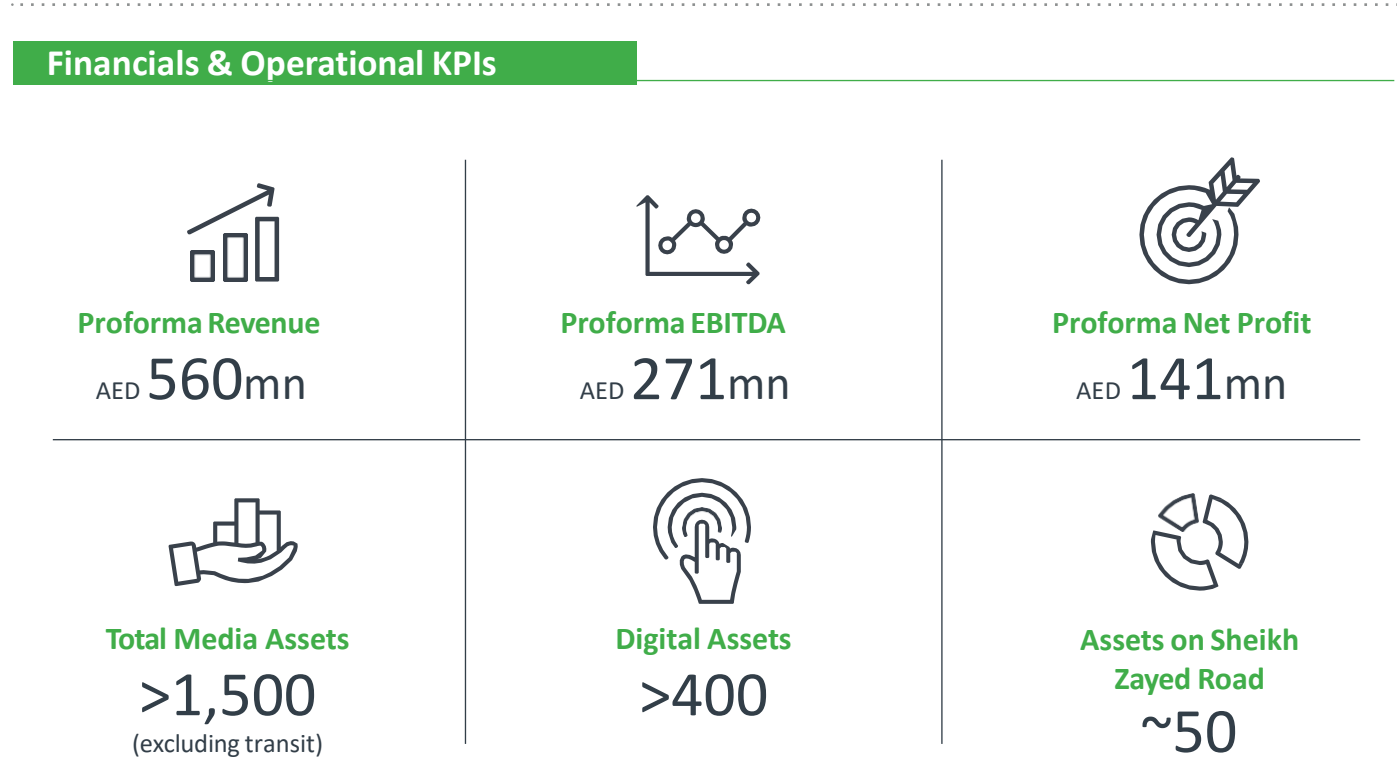 Financials & Operational KPIs
Proforma Revenue
AED 560mn
Proforma EBITDA
AED 271mn
Proforma Net Profit
AED 141mn
Total Media Assets
>1,500
(excluding transit)
Digital Assets
>400
Assets on Sheikh
Zayed Road
~50